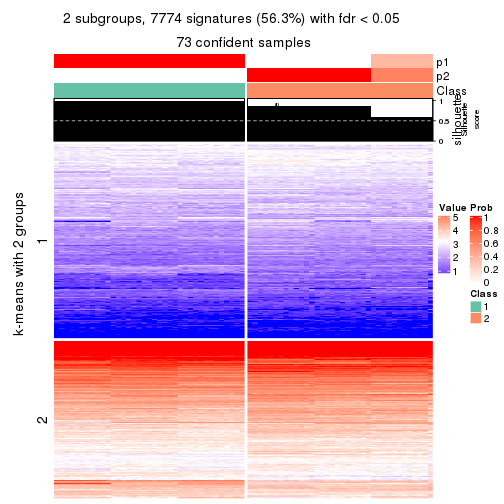 2 subgroups, 7774 signatures (56.3%) with fdr < 0.05
73 confident samples
p1
p2
Class
silhouette
Silhouette
score
1
0.5
0
k-means with 2 groups
1
2
Value
5
4
3
2
1
Prob
1
0.8
0.6
0.4
0.2
0
Class
1
2